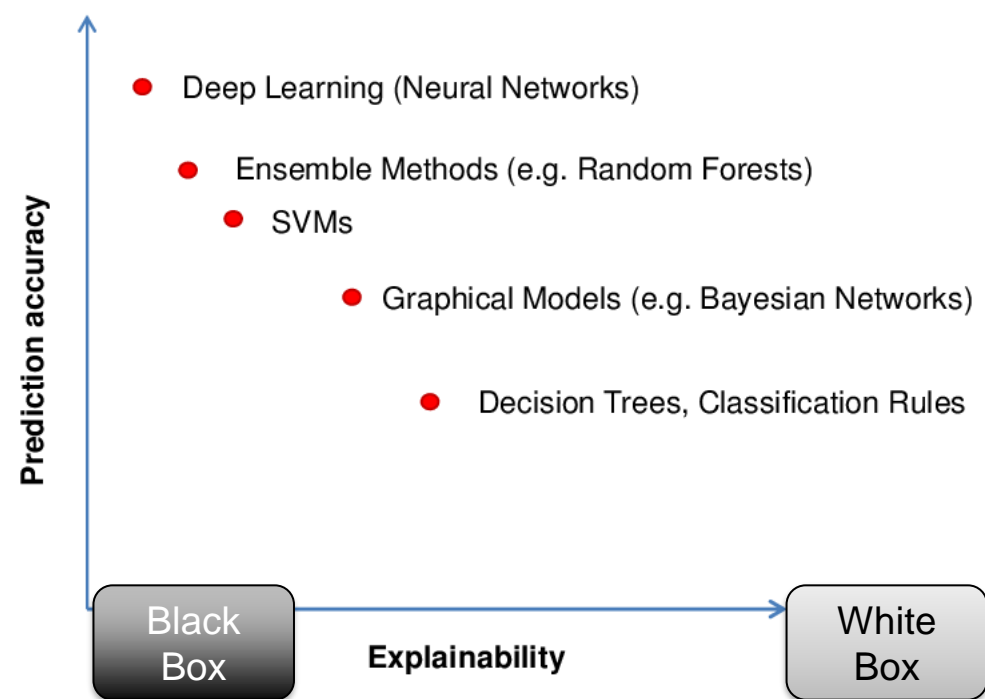 Deep Learning (Neural Networks)
Ensemble Methods (e.g. Random Forests)
SVMs
Graphical Models (e.g. Bayesian Networks)
Decision Trees, Classification Rules
Prediction accuracy
Black
Box
Explainability
White
Box